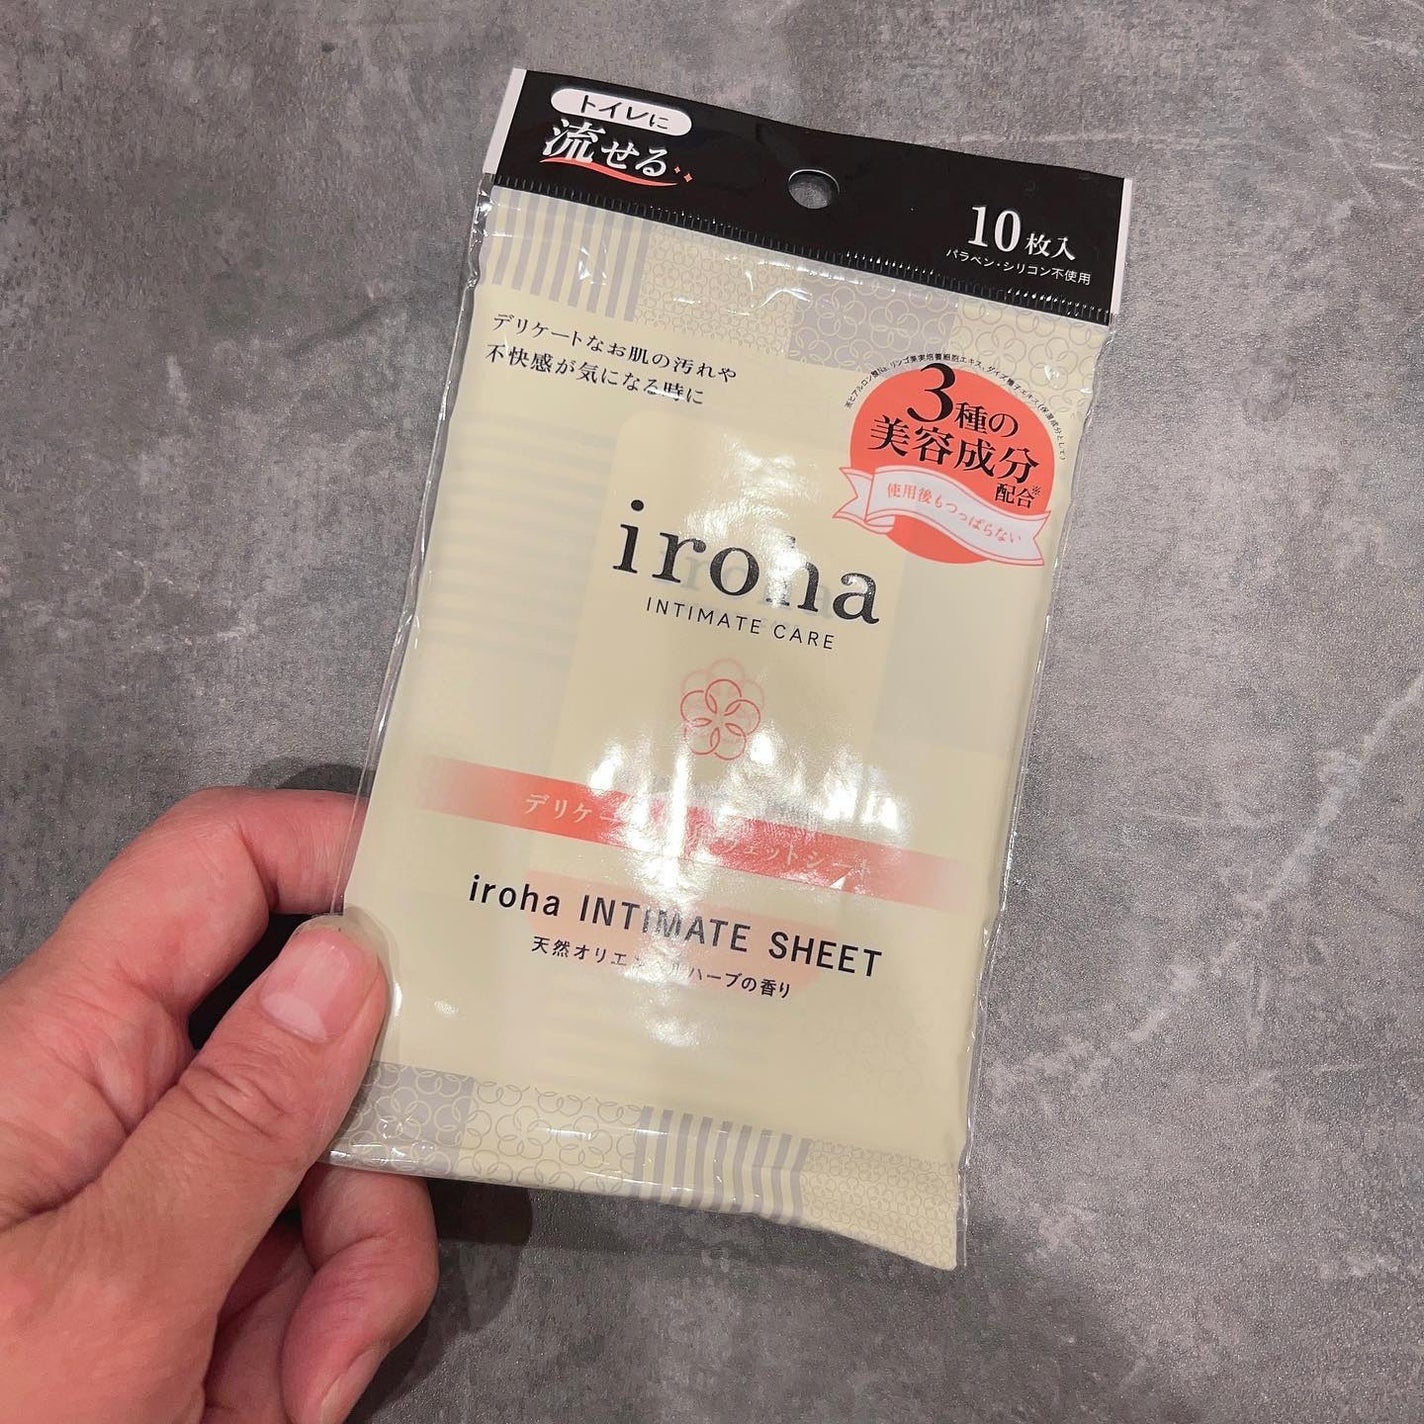 トイレに
流せる
10枚入
パラベン・シリコン不使用
デリケートなお肌の汚れや
不快感が気になる時に
3種の
美容成分
配合※
使用後もつっぱらない
iroha
INTIMATE CARE
iroha INTIMATE SHEET